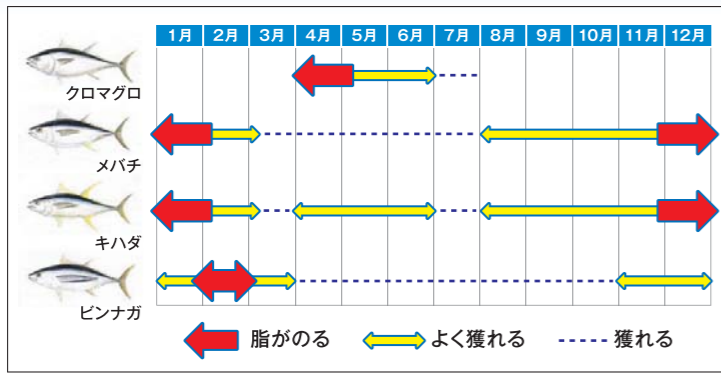 1月 2月 3月 4月 5月 6月 7月 8月 9月 10月 11月 12月
クロマグロ
メバチ
キハダ
ビンナガ
脂がのる よく獲れる 獲れる